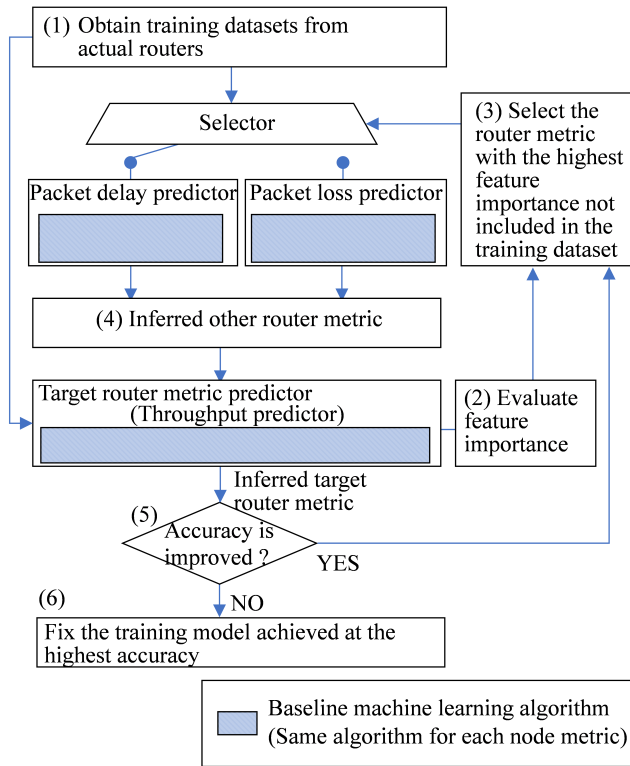 (1) Obtain training datasets from
actual routers
Selector
(3) Select the
router metric
with the highest
feature
importance not
included in the
training dataset
Packet delay predictor
Packet loss predictor
(4) Inferred other router metric
Target router metric predictor
(Throughput predictor)
(2) Evaluate
feature
importance
Inferred target
router metric
(5)
Accuracy is
improved ?
YES
NO
(6)
Fix the training model achieved at the
highest accuracy
Baseline machine learning algorithm
(Same algorithm for each node metric)